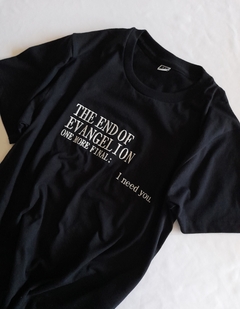 THE END OF
EVANGELION
ONE MORE FINAL:
I need you.